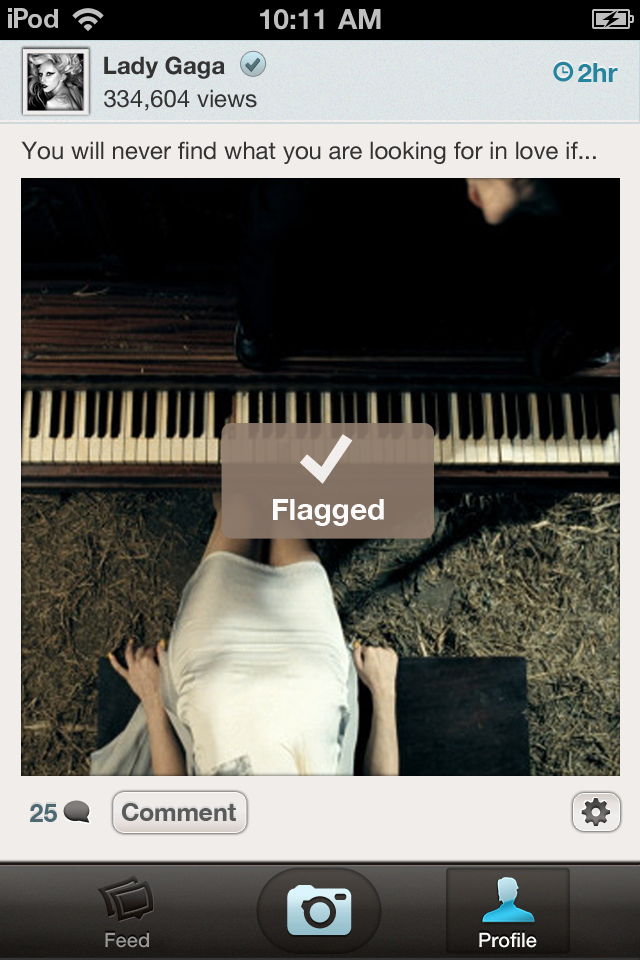 iPod 10:11 AM
Lady Gaga 2hr
334,604 views
You will never find what you are looking for in love if...
Flagged
25 Comment
Feed Profile